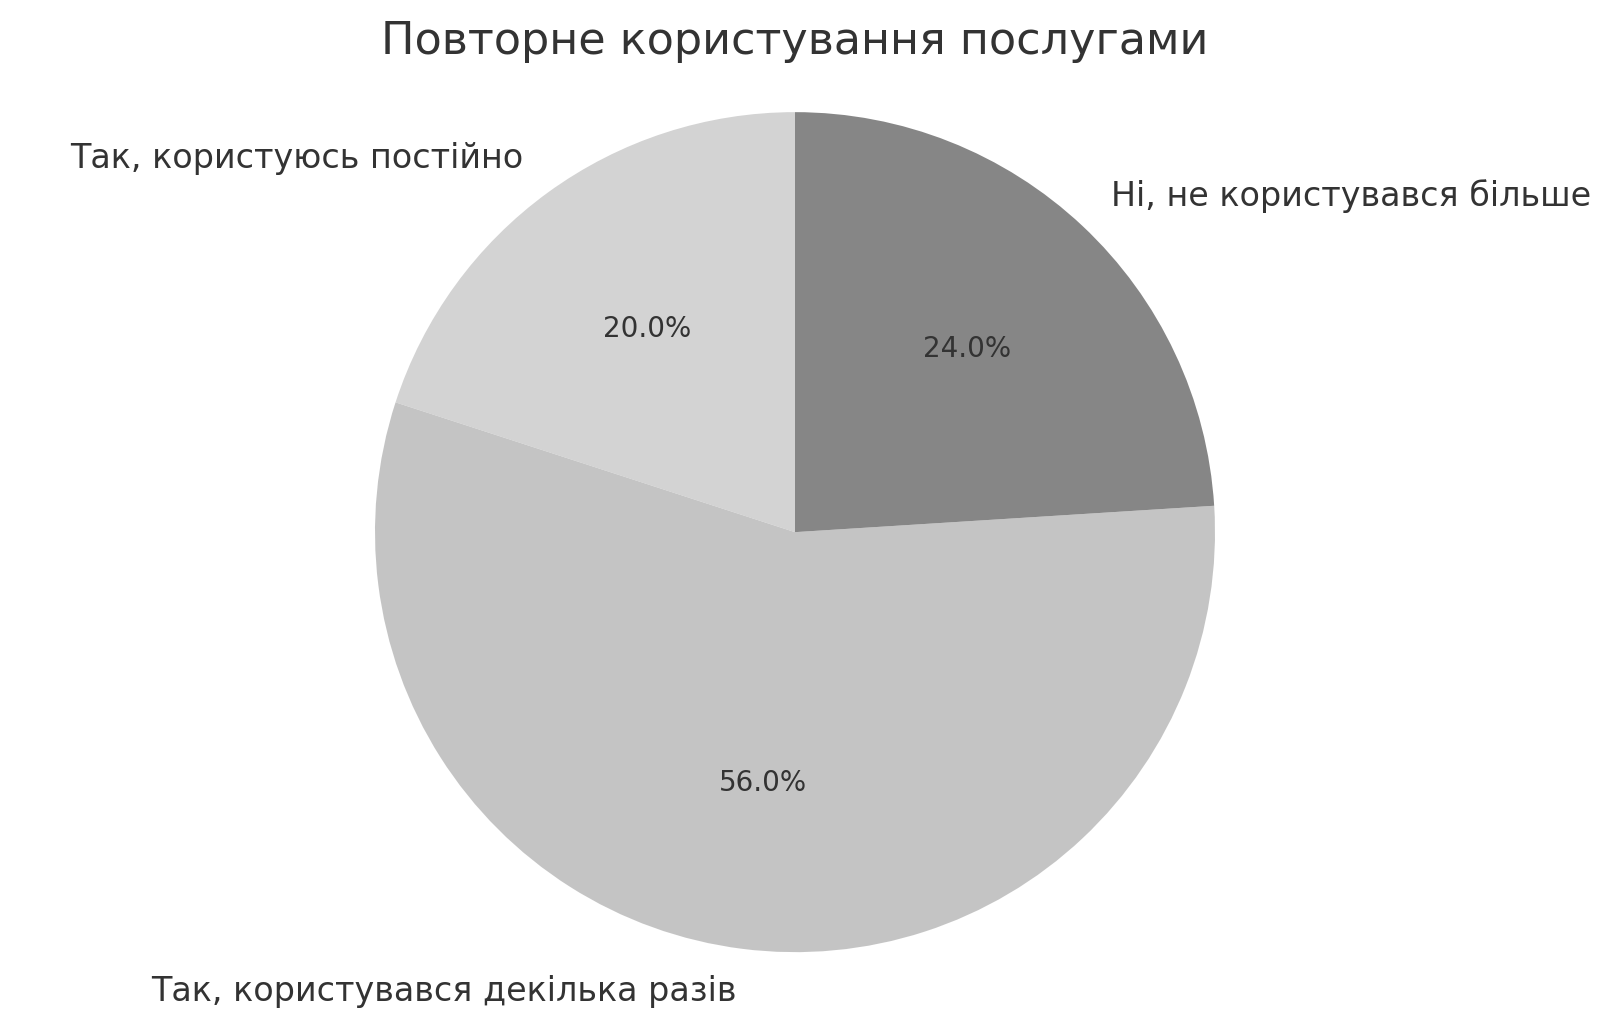 Повторне користування послугами
Так, користуюсь постійно
Ні, не користувався більше
20.0%
24.0%
56.0%
Так, користувався декілька разів